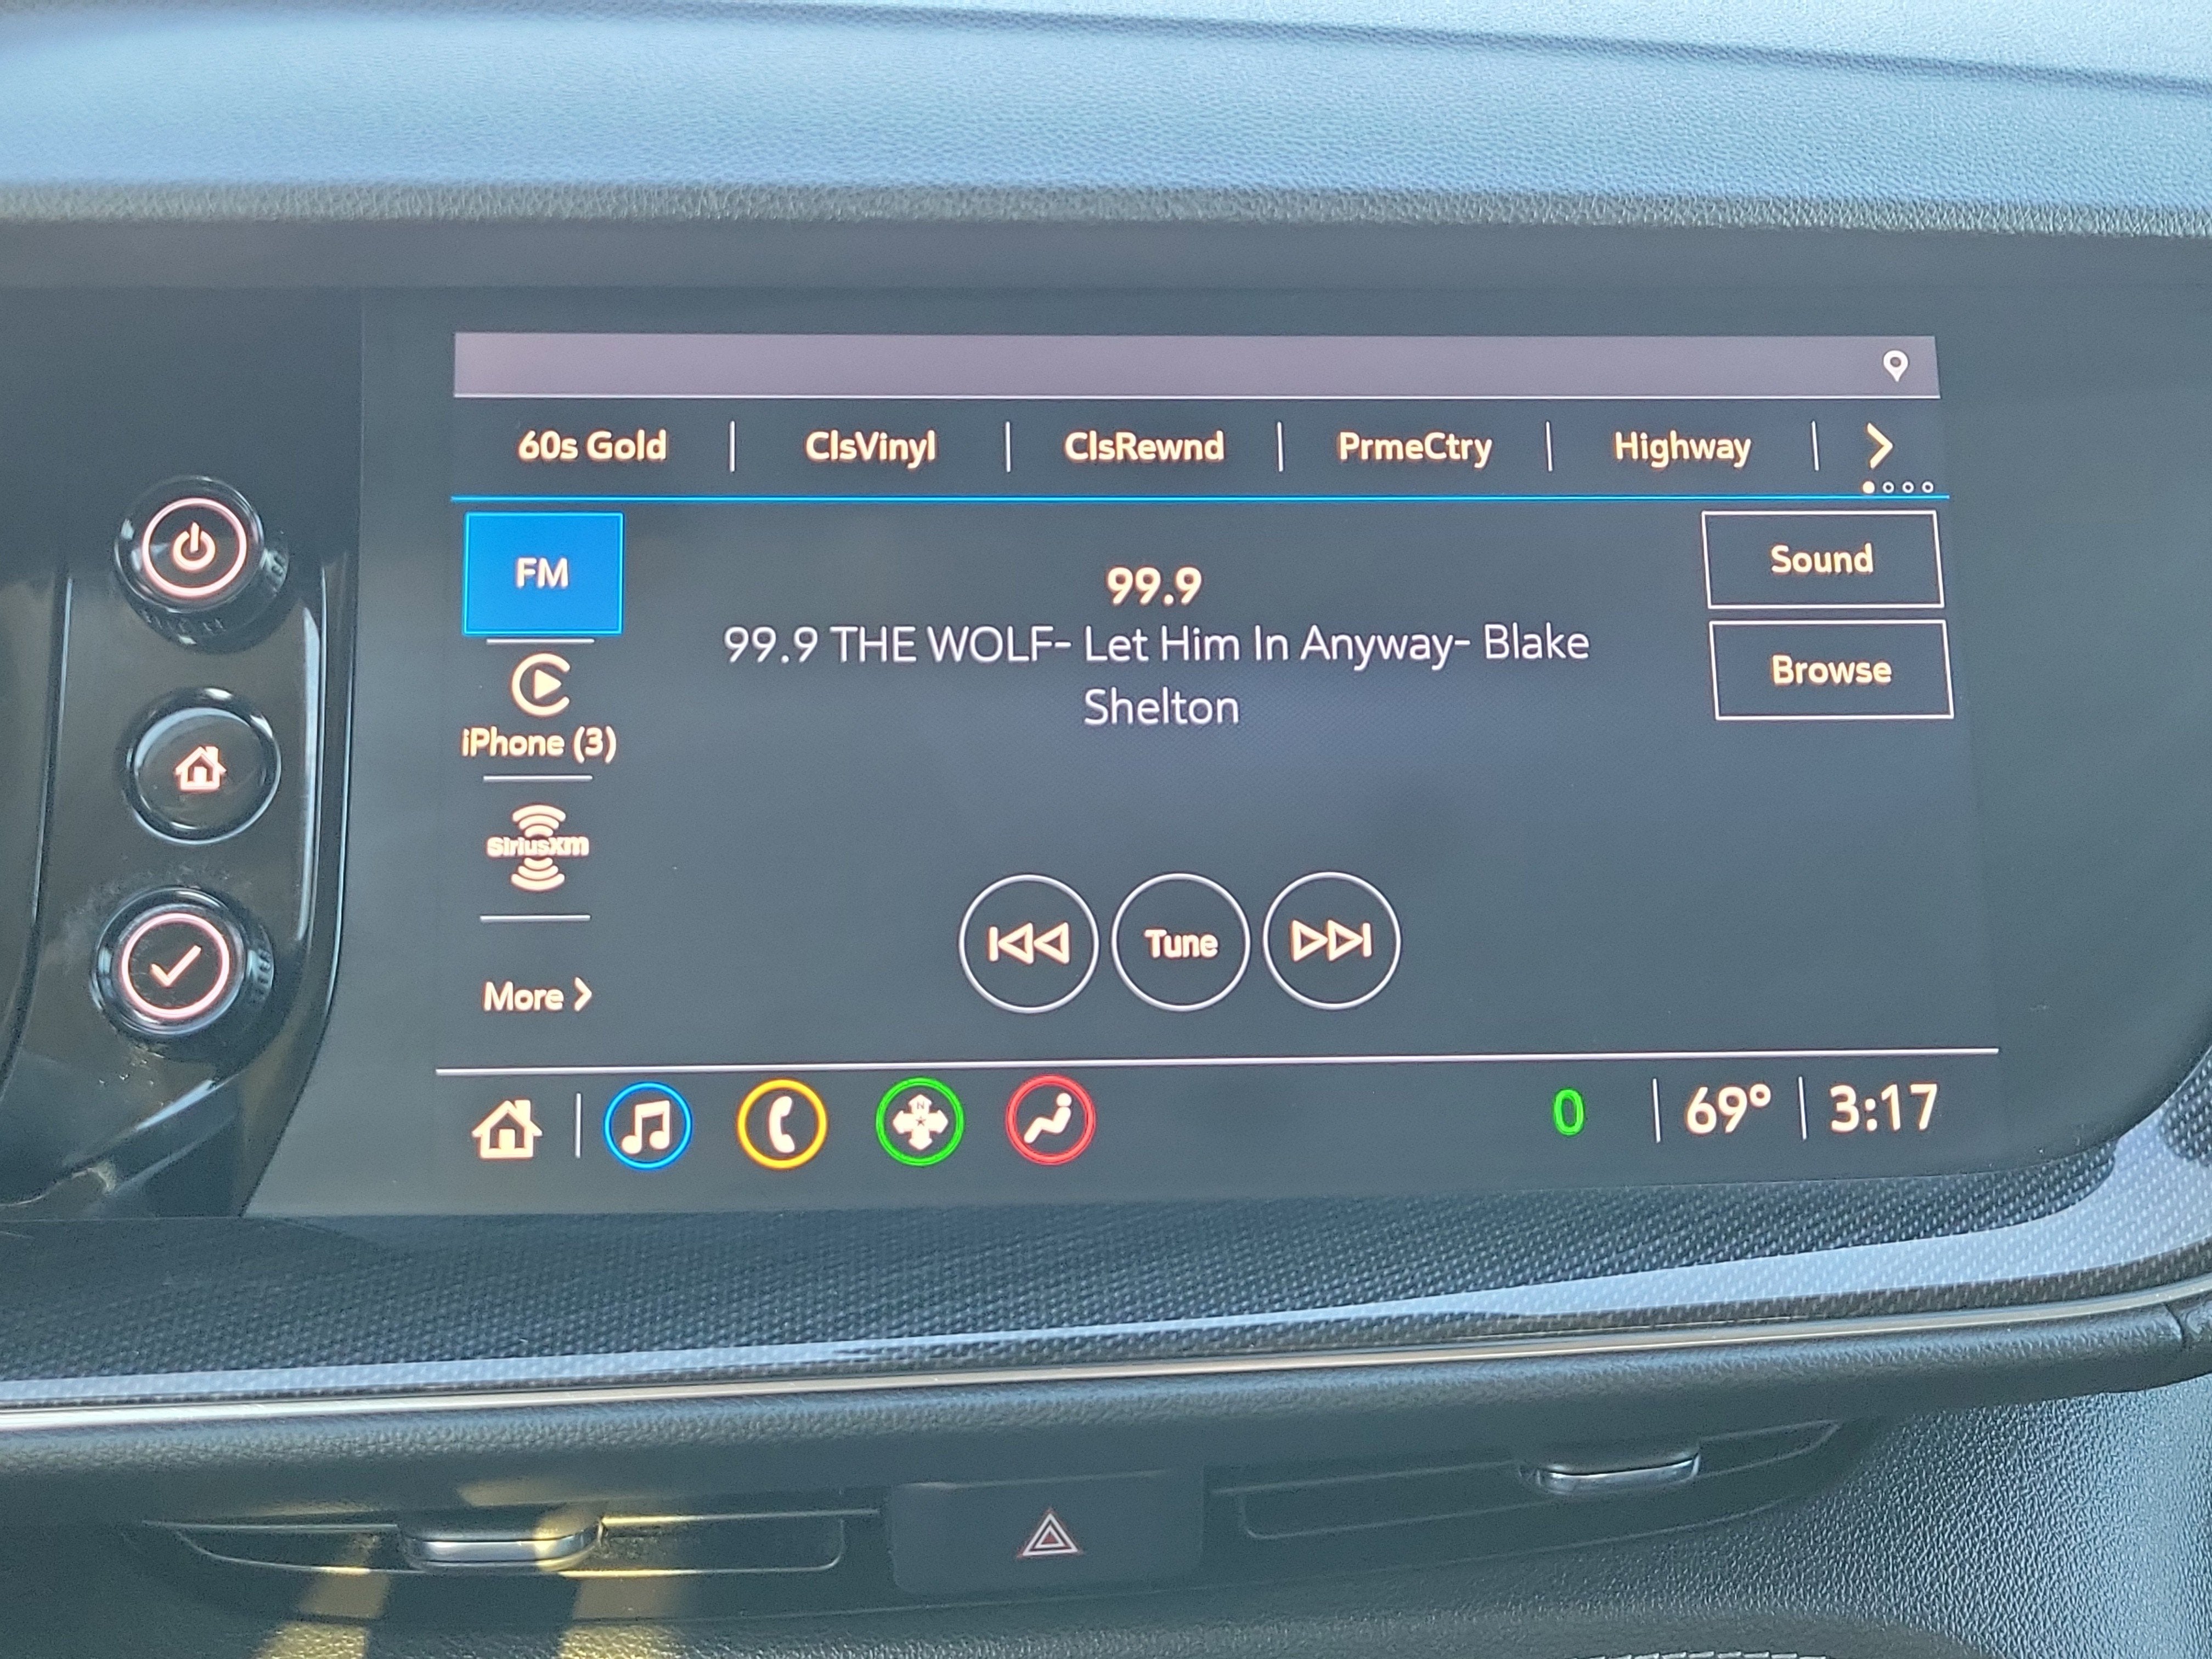 60s Gold
ClsVinyl
ClsRewnd
PrmeCtry
Highway
FM
99.9
99.9 THE WOLF- Let Him In Anyway- Blake
Shelton
Sound
Browse
iPhone (3)
SiriusXM
More
Tune
N
0
69°
3:17